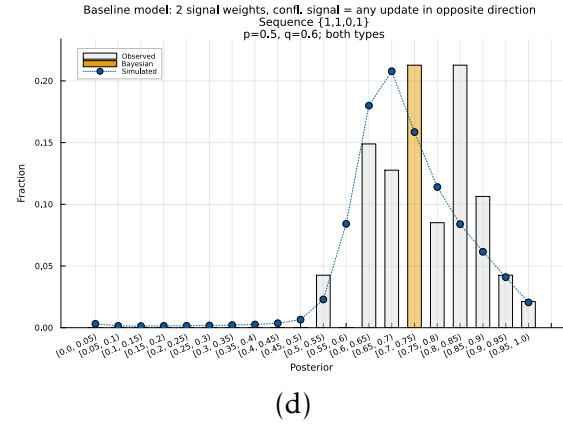 Baseline model: 2 signal weights, confl. signal = any update in opposite direction
Sequence {1,1,0,1}
p=0.5, q=0.6; both types
Observed
Bayesian
Simulated
Fraction
0.20
0.15
0.10
0,05
0.00
[0.0, 0.05)
[0.05, 0.1)
[0.1, 0.15)
[0.15, 0.2)
[0.2, 0.25)
[0.25, 0.3)
[0.3, 0.35)
[0.35, 0.4)
[0.4, 0.45)
[0.45, 0.5)
[0.5, 0.55)
[0.55, 0.6)
[0.6, 0.65)
[0.65, 0.7)
[0.7, 0.75)
[0.75, 0.8)
[0.8, 0.85)
[0.85, 0.9)
[0.9, 0.95)
[0.95, 1.0)
Posterior
(d)